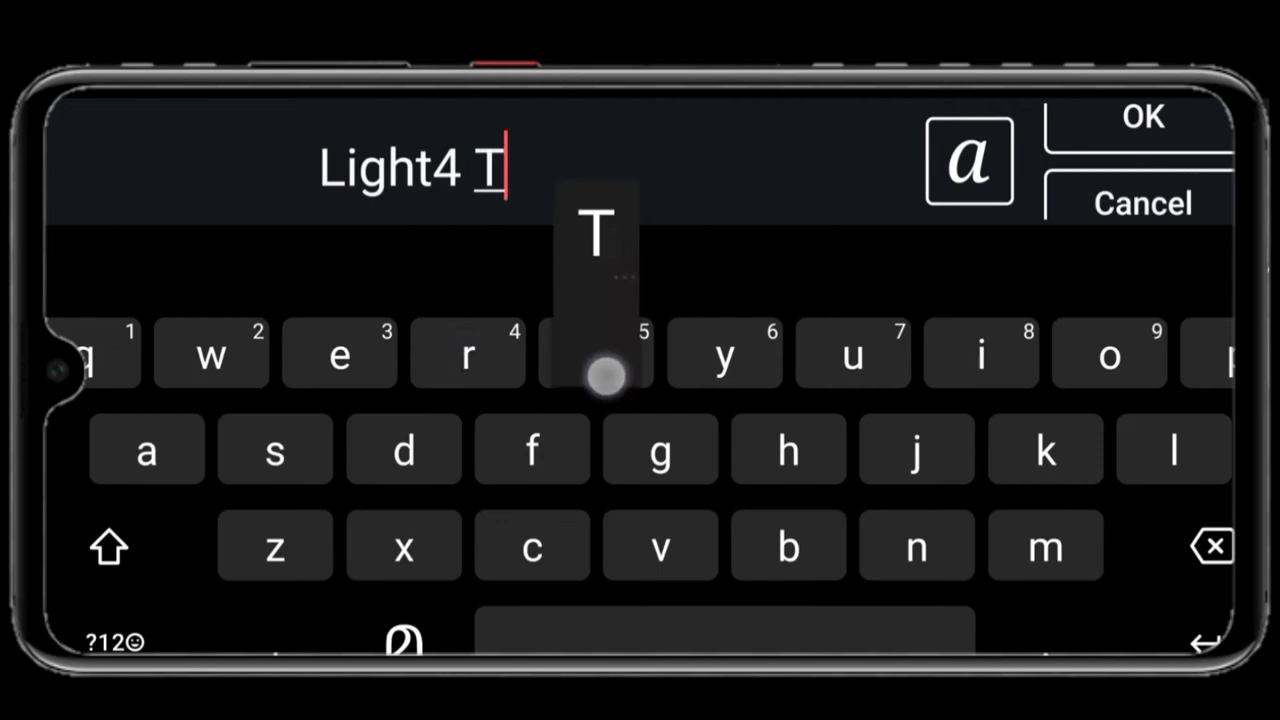 Light4 T
a
OK
Cancel
T
1 2 3 4 5 6 7 8 9
q w e r y u i o p
a s d f g h j k l
z x c v b n m
?12☺ മ